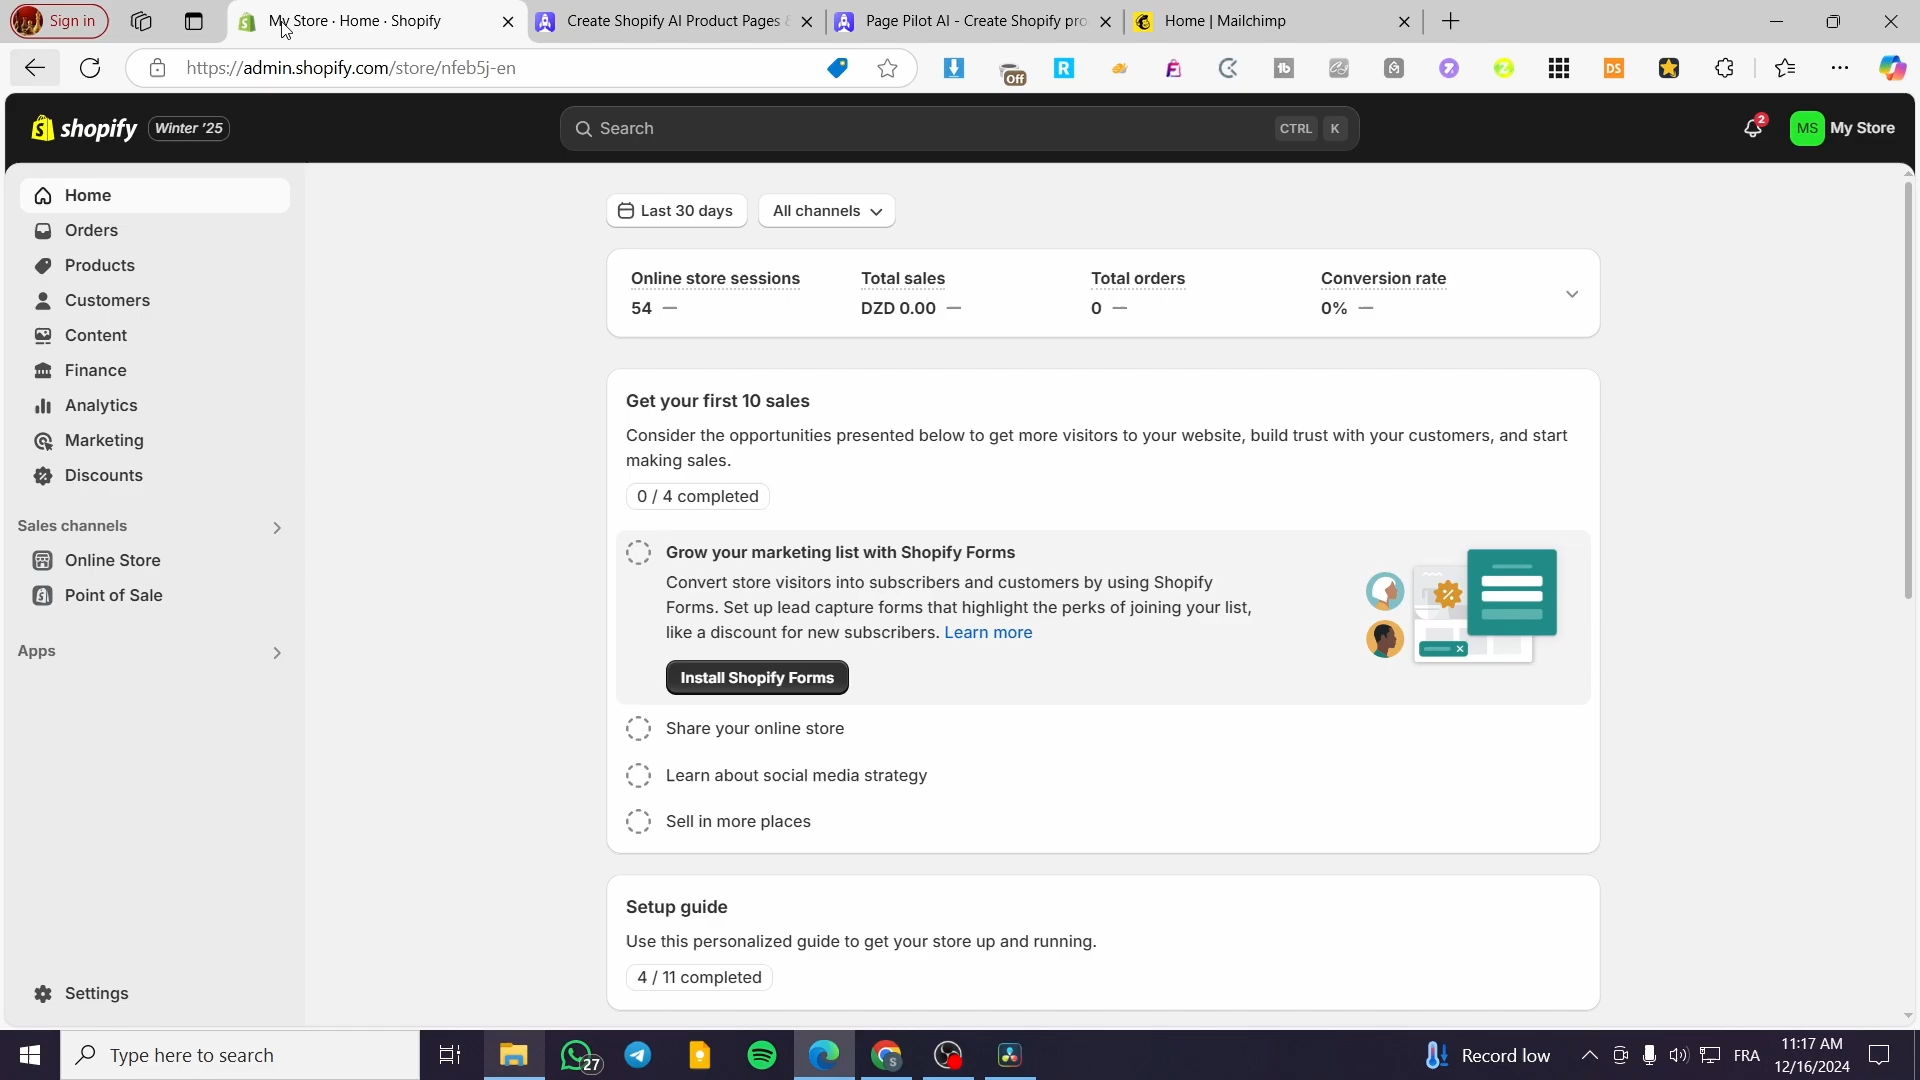 Sign in
My Store · Home · Shopify
Create Shopify AI Product Pages
Page Pilot AI - Create Shopify pro
Home | Mailchimp
https://admin.shopify.com/store/nfeb5j-en
Off
DS
shopify
Winter '25
Search
CTRL K
2
MS
My Store
Home
Orders
Products
Customers
Content
Finance
Analytics
Marketing
Discounts
Sales channels
Online Store
Point of Sale
Apps
Settings
Last 30 days
All channels
Online store sessions
54 —
Total sales
DZD 0.00 —
Total orders
0 —
Conversion rate
0% —
Get your first 10 sales
Consider the opportunities presented below to get more visitors to your website, build trust with your customers, and start
making sales.
0 / 4 completed
Grow your marketing list with Shopify Forms
Convert store visitors into subscribers and customers by using Shopify
Forms. Set up lead capture forms that highlight the perks of joining your list,
like a discount for new subscribers. Learn more
Install Shopify Forms
Share your online store
Learn about social media strategy
Sell in more places
Setup guide
Use this personalized guide to get your store up and running.
4 / 11 completed
Type here to search
27
Record low
FRA
11:17 AM
12/16/2024